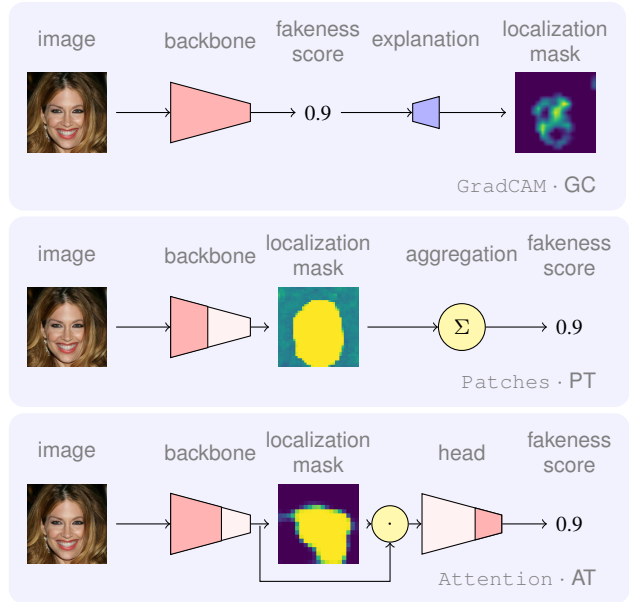 image backbone fakeness score explanation localization mask
0.9
GradCAM · GC
image backbone localization mask aggregation fakeness score
Σ 0.9
Patches · PT
image backbone localization mask head fakeness score
· 0.9
Attention · AT